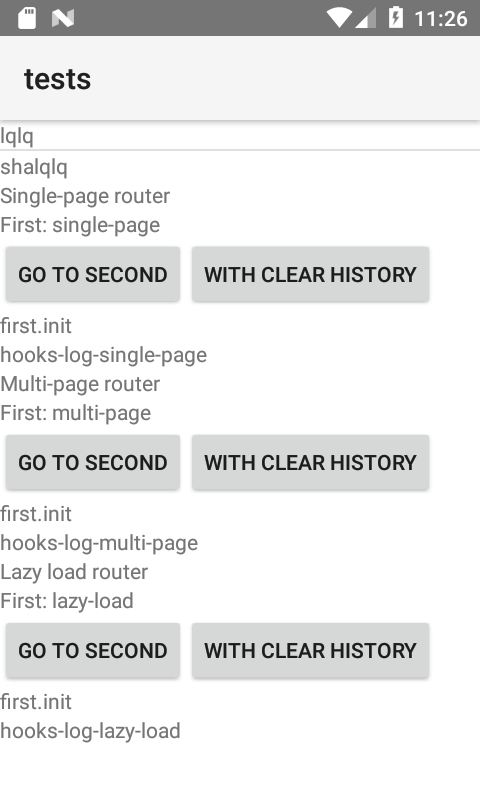 11:26
tests
lqlq
shalqlq
Single-page router
First: single-page
GO TO SECOND WITH CLEAR HISTORY
first.init
hooks-log-single-page
Multi-page router
First: multi-page
GO TO SECOND WITH CLEAR HISTORY
first.init
hooks-log-multi-page
Lazy load router
First: lazy-load
GO TO SECOND WITH CLEAR HISTORY
first.init
hooks-log-lazy-load